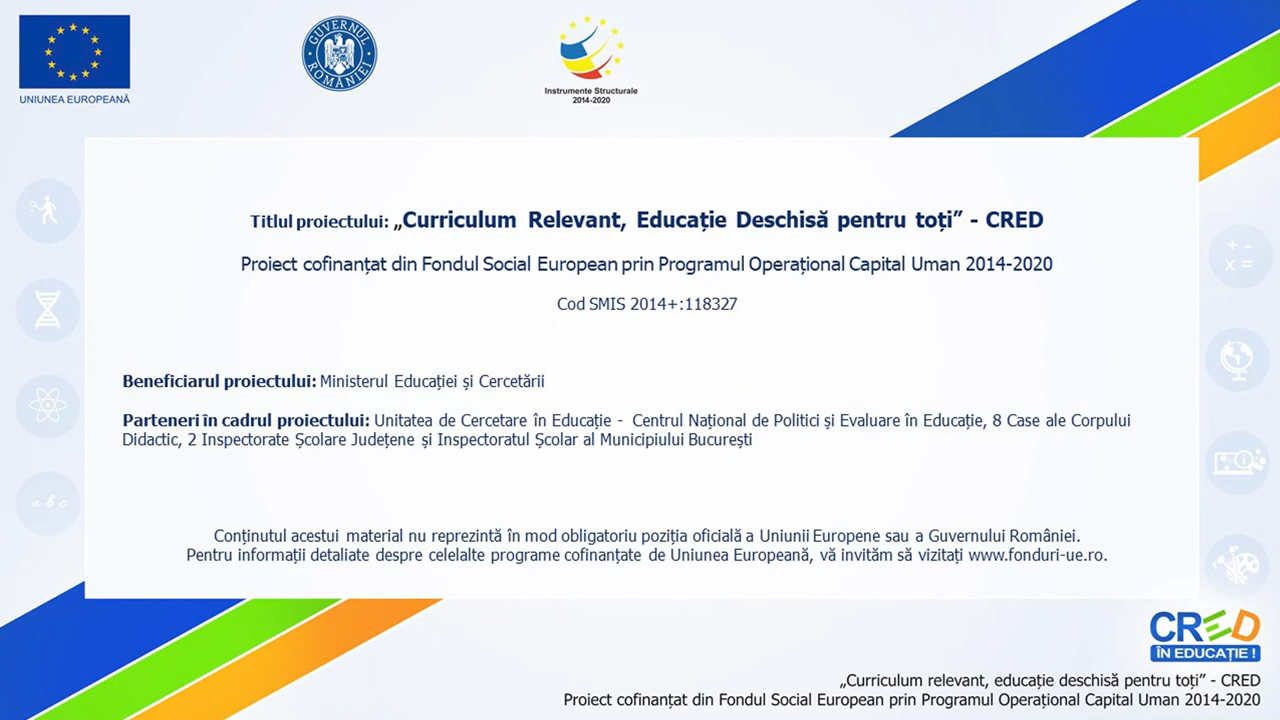 UNIUNEA EUROPEANĂ
GUVERNUL ROMÂNIEI
Instrumente Structurale
2014-2020
Titlul proiectului: „Curriculum Relevant, Educație Deschisă pentru toți” - CRED
Proiect cofinanțat din Fondul Social European prin Programul Operațional Capital Uman 2014-2020
Cod SMIS 2014+:118327
Beneficiarul proiectului: Ministerul Educației și Cercetării
Parteneri în cadrul proiectului: Unitatea de Cercetare în Educație - Centrul Național de Politici și Evaluare în Educație, 8 Case ale Corpului
Didactic, 2 Inspectorate Școlare Județene și Inspectoratul Școlar al Municipiului București
a b c
+ -
x =
Conținutul acestui material nu reprezintă în mod obligatoriu poziția oficială a Uniunii Europene sau a Guvernului României.
Pentru informații detaliate despre celelalte programe cofinanțate de Uniunea Europeană, vă invităm să vizitați www.fonduri-ue.ro.
CRED
ÎN EDUCAȚIE !
„Curriculum relevant, educație deschisă pentru toți” - CRED
Proiect cofinanțat din Fondul Social European prin Programul Operațional Capital Uman 2014-2020